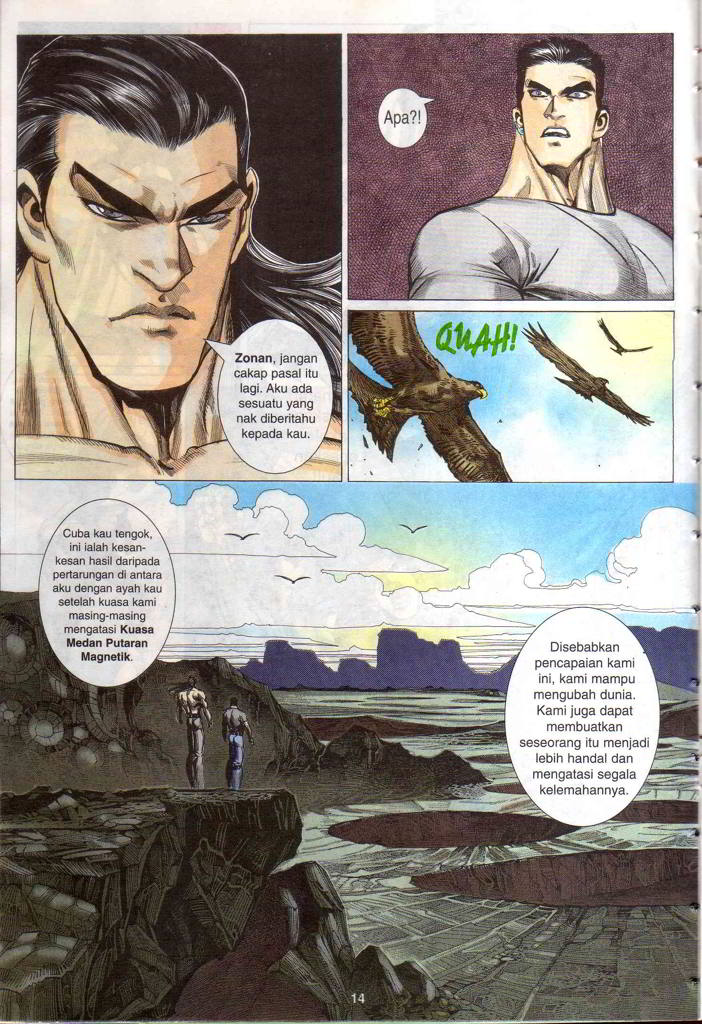 Zonan, jangan
cakap pasal itu
lagi. Aku ada
sesuatu yang
nak diberitahu
kepada kau.
Apa?!
QUAH!
Cuba kau tengok,
ini ialah kesan-
kesan hasil daripada
pertarungan di antara
aku dengan ayah kau
setelah kuasa kami
masing-masing
mengatasi Kuasa
Medan Putaran
Magnetik.
Disebabkan
pencapaian kami
ini, kami mampu
mengubah dunia.
Kami juga dapat
membuatkan
seseorang itu menjadi
lebih handal dan
mengatasi segala
kelemahannya.
14